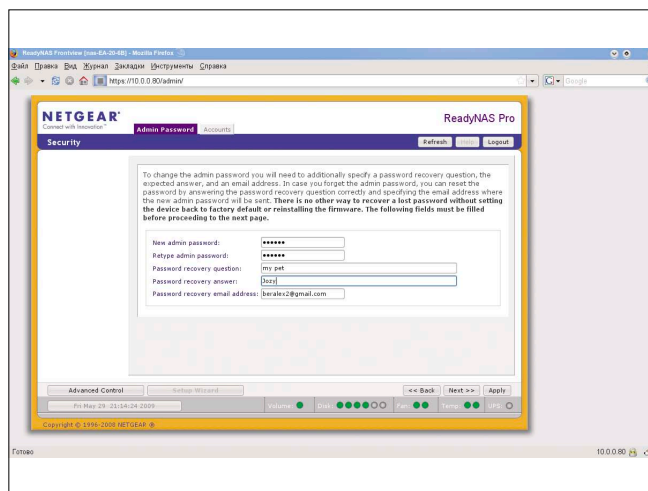 ReadyNAS Frontview [nas-EA-20-6B] - Mozilla Firefox
Файл Правка Вид Журнал Закладки Инструменты Справка
https://10.0.0.80/admin/
Google
NETGEAR®
Connect with Innovation™
Admin Password Accounts
ReadyNAS Pro
Security
Refresh Help Logout
To change the admin password you will need to additionally specify a password recovery question, the
expected answer, and an email address. In case you forget the admin password, you can reset the
password by answering the password recovery question correctly and specifying the email address where
the new admin password will be sent. There is no other way to recover a lost password without setting
the device back to factory default or reinstalling the firmware. The following fields must be filled
before proceeding to the next page.
New admin password: ••••••
Retype admin password: ••••••
Password recovery question: my pet
Password recovery answer: Jozy
Password recovery email address: beralex2@gmail.com
Advanced Control Setup Wizard << Back Next >> Apply
Fri May 29 21:14:24 2009 Volume: Disk: Fan: Temp: UPS:
Copyright © 1996-2008 NETGEAR ®
Готово 10.0.0.80